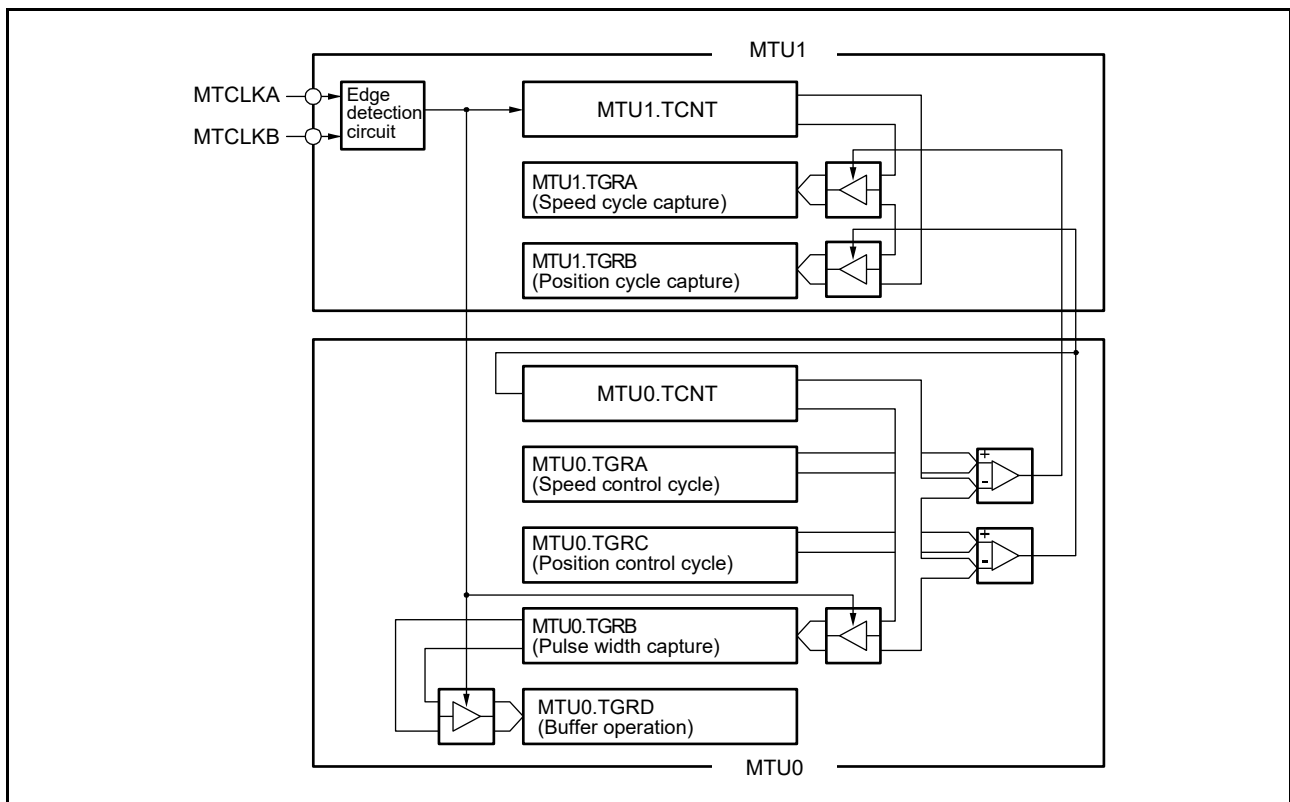 MTU1
MTCLKA
MTCLKB
Edge
detection
circuit
MTU1.TCNT
MTU1.TGRA
(Speed cycle capture)
MTU1.TGRB
(Position cycle capture)
MTU0.TCNT
MTU0.TGRA
(Speed control cycle)
+
-
MTU0.TGRC
(Position control cycle)
+
-
MTU0.TGRB
(Pulse width capture)
MTU0.TGRD
(Buffer operation)
MTU0